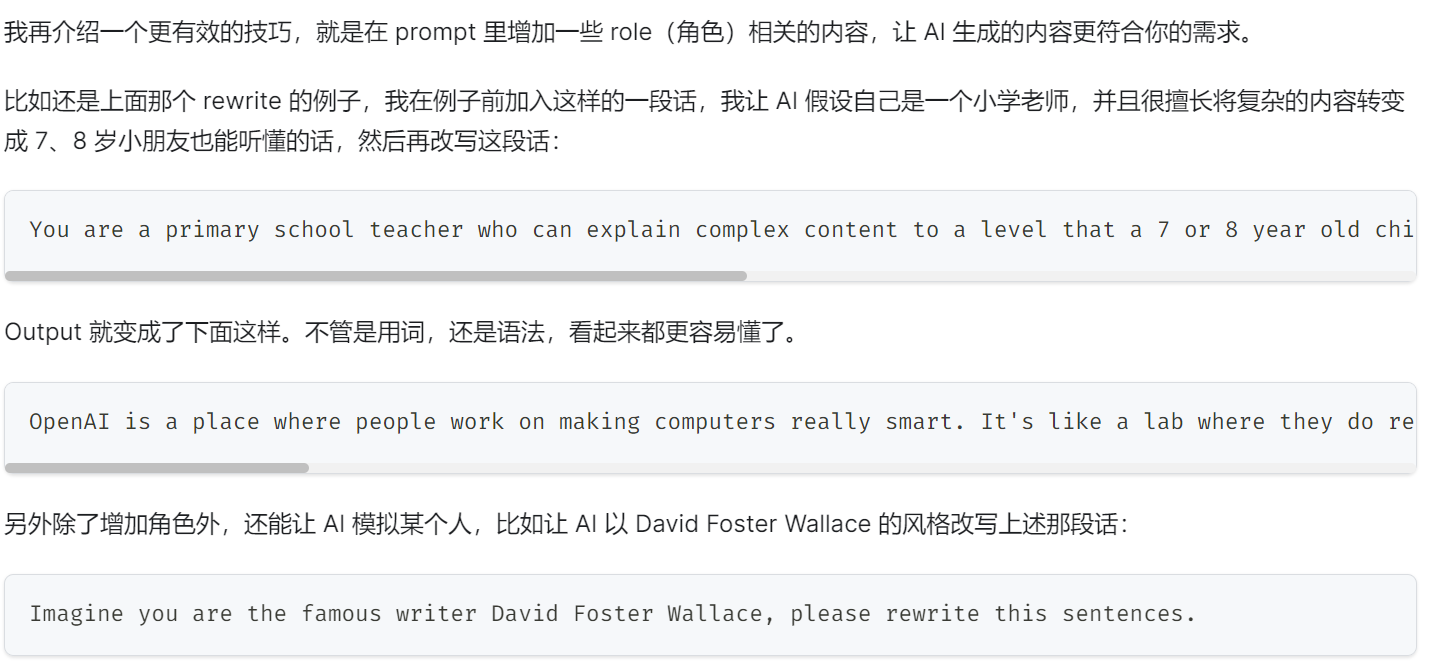 我再介绍一个更有效的技巧，就是在 prompt 里增加一些 role（角色）相关的内容，让 AI 生成的内容更符合你的需求。
比如还是上面那个 rewrite 的例子，我在例子前加入这样的一段话，我让 AI 假设自己是一个小学老师，并且很擅长将复杂的内容转变
成 7、8 岁小朋友也能听懂的话，然后再改写这段话：
You are a primary school teacher who can explain complex content to a level that a 7 or 8 year old chi
Output 就变成了下面这样。不管是用词，还是语法，看起来都更容易懂了。
OpenAI is a place where people work on making computers really smart. It's like a lab where they do re
另外除了增加角色外，还能让 AI 模拟某个人，比如让 AI 以 David Foster Wallace 的风格改写上述那段话：
Imagine you are the famous writer David Foster Wallace, please rewrite this sentences.